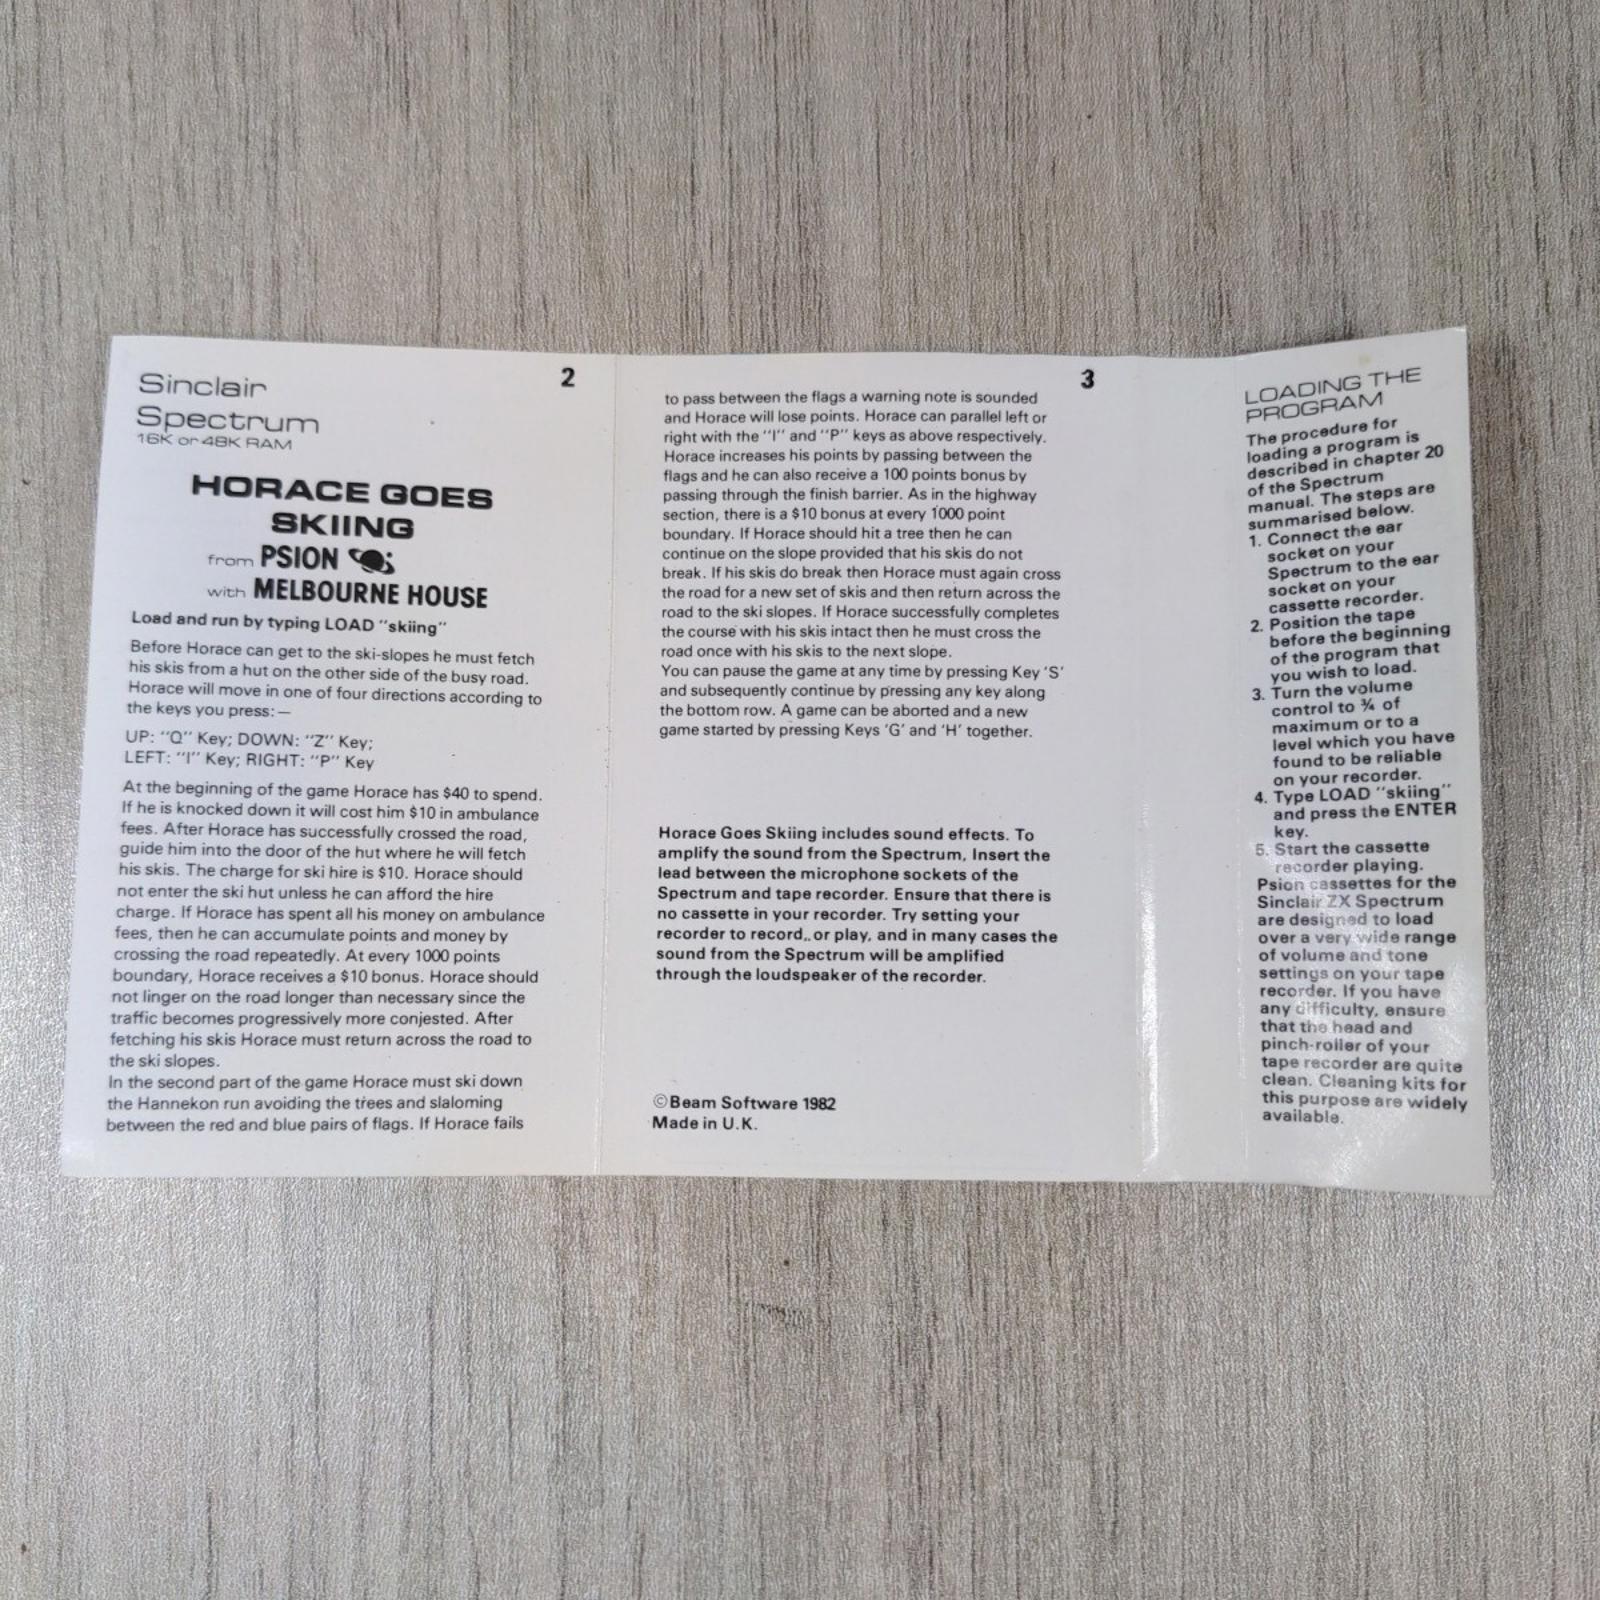 2
Sinclair
Spectrum
16K or 48K RAM
HORACE GOES
SKIING
from PSION
with MELBOURNE HOUSE
Load and run by typing LOAD "skiing"
Before Horace can get to the ski-slopes he must fetch
his skis from a hut on the other side of the busy road.
Horace will move in one of four directions according to
the keys you press:—
UP: "Q" Key; DOWN: "Z" Key;
LEFT: "I" Key; RIGHT: "P" Key
At the beginning of the game Horace has $40 to spend.
If he is knocked down it will cost him $10 in ambulance
fees. After Horace has successfully crossed the road,
guide him into the door of the hut where he will fetch
his skis. The charge for ski hire is $10. Horace should
not enter the ski hut unless he can afford the hire
charge. If Horace has spent all his money on ambulance
fees, then he can accumulate points and money by
crossing the road repeatedly. At every 1000 points
boundary, Horace receives a $10 bonus. Horace should
not linger on the road longer than necessary since the
traffic becomes progressively more conjested. After
fetching his skis Horace must return across the road to
the ski slopes.
In the second part of the game Horace must ski down
the Hannekon run avoiding the trees and slaloming
between the red and blue pairs of flags. If Horace fails
3
to pass between the flags a warning note is sounded
and Horace will lose points. Horace can parallel left or
right with the "I" and "P" keys as above respectively.
Horace increases his points by passing between the
flags and he can also receive a 100 points bonus by
passing through the finish barrier. As in the highway
section, there is a $10 bonus at every 1000 point
boundary. If Horace should hit a tree then he can
continue on the slope provided that his skis do not
break. If his skis do break then Horace must again cross
the road for a new set of skis and then return across the
road to the ski slopes. If Horace successfully completes
the course with his skis intact then he must cross the
road once with his skis to the next slope.
You can pause the game at any time by pressing Key 'S'
and subsequently continue by pressing any key along
the bottom row. A game can be aborted and a new
game started by pressing Keys 'G' and 'H' together.
Horace Goes Skiing includes sound effects. To
amplify the sound from the Spectrum, Insert the
lead between the microphone sockets of the
Spectrum and tape recorder. Ensure that there is
no cassette in your recorder. Try setting your
recorder to record,. or play, and in many cases the
sound from the Spectrum will be amplified
through the loudspeaker of the recorder.
©Beam Software 1982
Made in U.K.
LOADING THE
PROGRAM
The procedure for
loading a program is
described in chapter 20
of the Spectrum
manual. The steps are
summarised below.
1. Connect the ear
socket on your
Spectrum to the ear
socket on your
cassette recorder.
2. Position the tape
before the beginning
of the program that
you wish to load.
3. Turn the volume
control to ¾ of
maximum or to a
level which you have
found to be reliable
on your recorder.
4. Type LOAD "skiing"
and press the ENTER
key.
5. Start the cassette
recorder playing.
Psion cassettes for the
Sinclair ZX Spectrum
are designed to load
over a very wide range
of volume and tone
settings on your tape
recorder. If you have
any difficulty, ensure
that the head and
pinch-roller of your
tape recorder are quite
clean. Cleaning kits for
this purpose are widely
available.